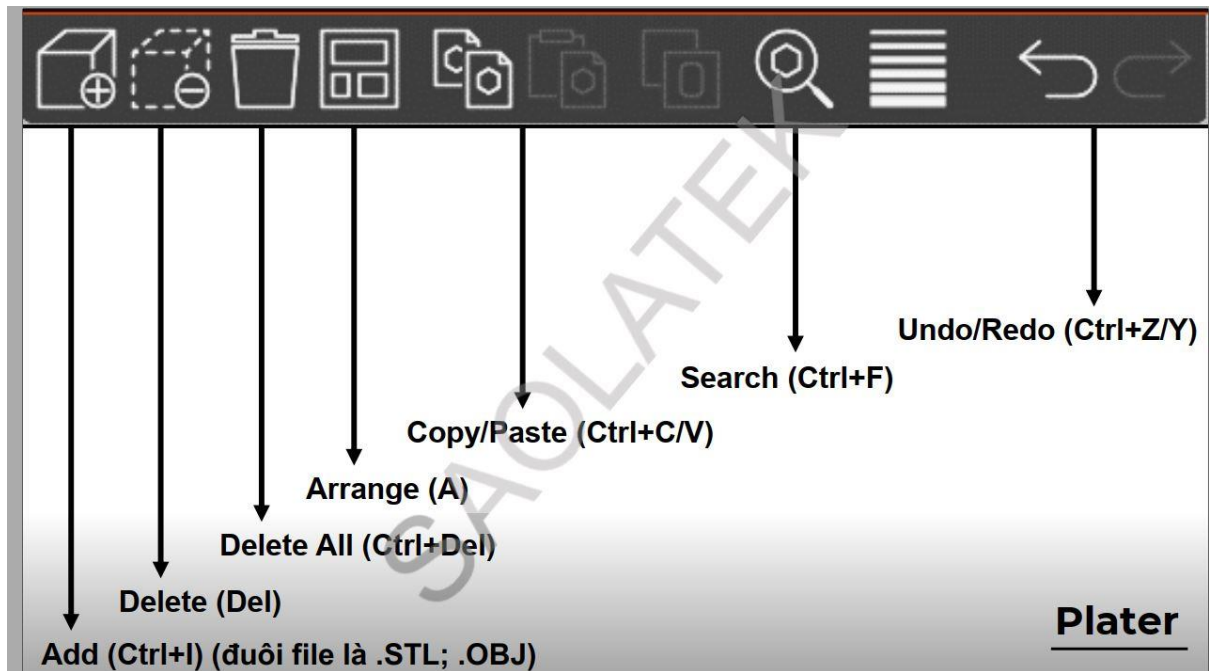 Undo/Redo (Ctrl+Z/Y)
Search (Ctrl+F)
Copy/Paste (Ctrl+C/V)
Arrange (A)
Delete All (Ctrl+Del)
Delete (Del)
Add (Ctrl+I) (đuôi file là .STL; .OBJ)
Plater
SAOLATEK